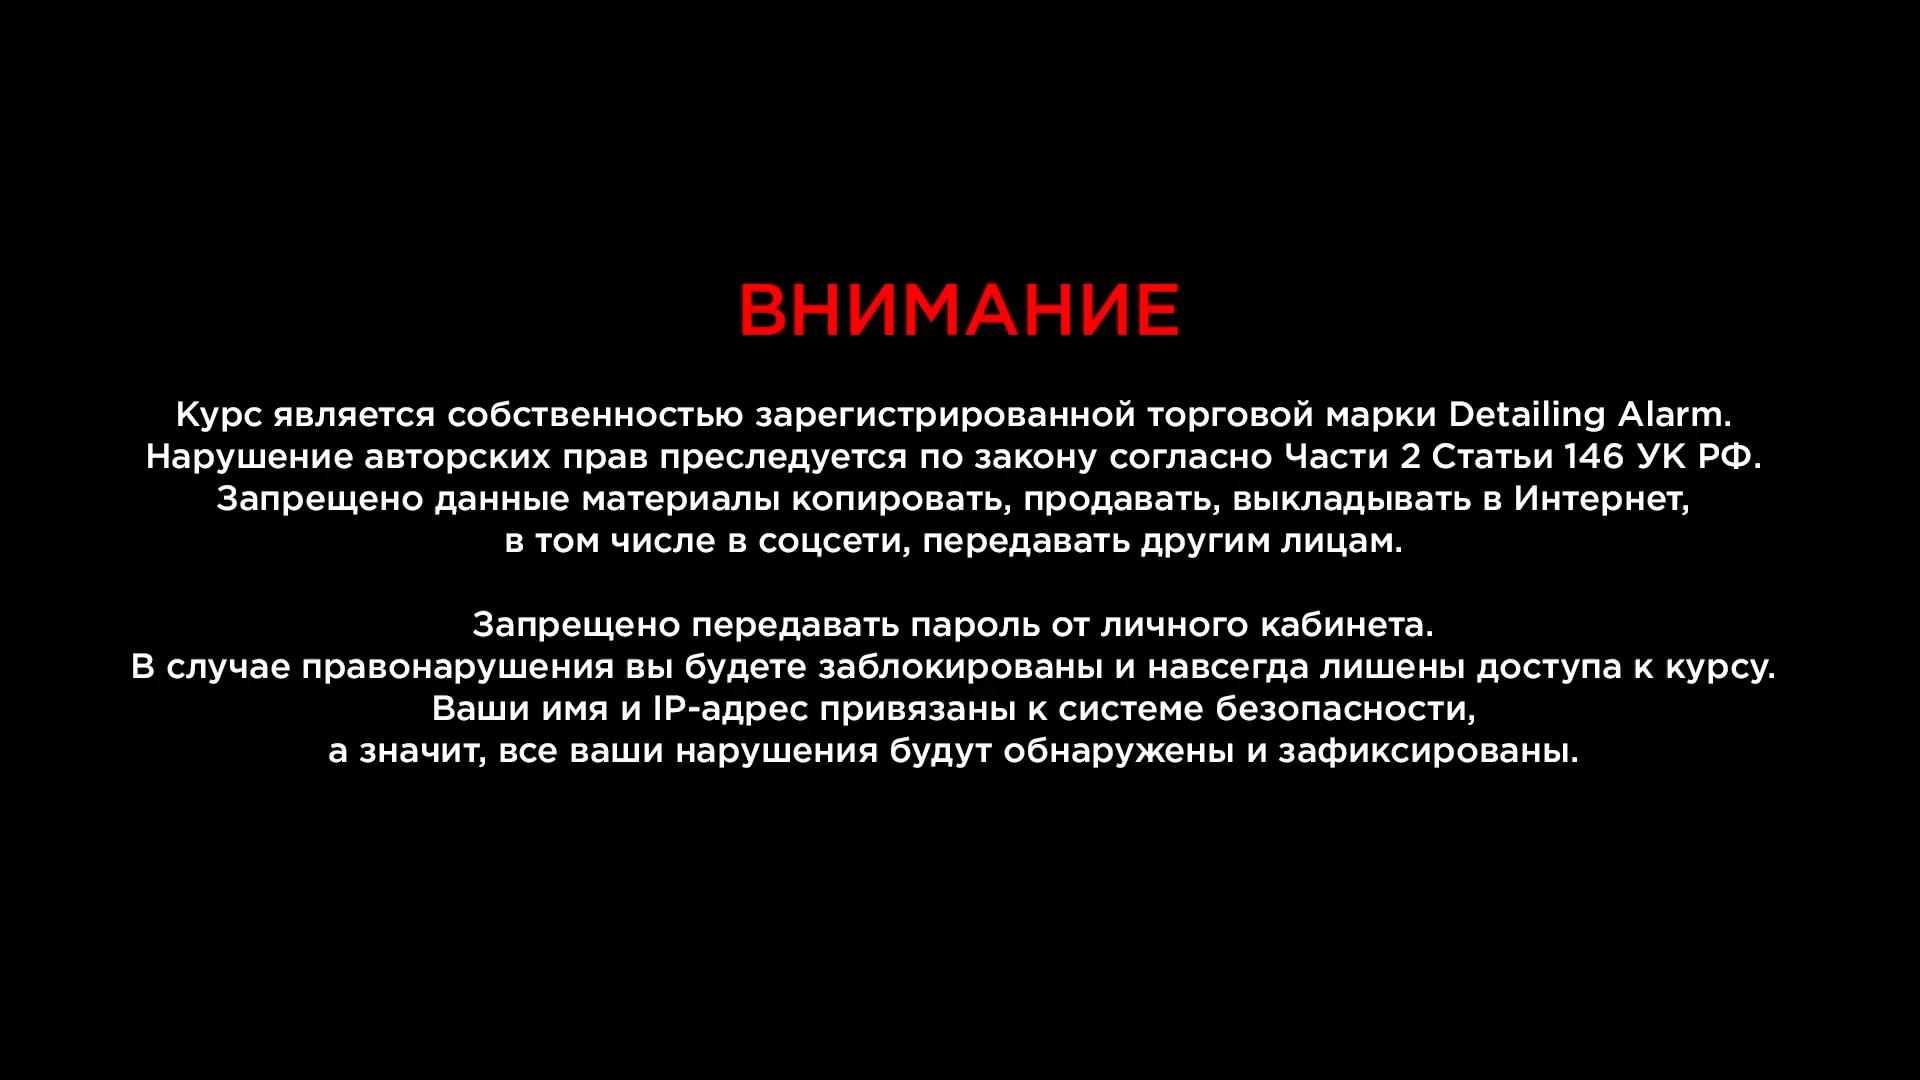 ВНИМАНИЕ
Курс является собственностью зарегистрированной торговой марки Detailing Alarm.
Нарушение авторских прав преследуется по закону согласно Части 2 Статьи 146 УК РФ.
Запрещено данные материалы копировать, продавать, выкладывать в Интернет,
в том числе в соцсети, передавать другим лицам.
Запрещено передавать пароль от личного кабинета.
В случае правонарушения вы будете заблокированы и навсегда лишены доступа к курсу.
Ваши имя и IP-адрес привязаны к системе безопасности,
а значит, все ваши нарушения будут обнаружены и зафиксированы.